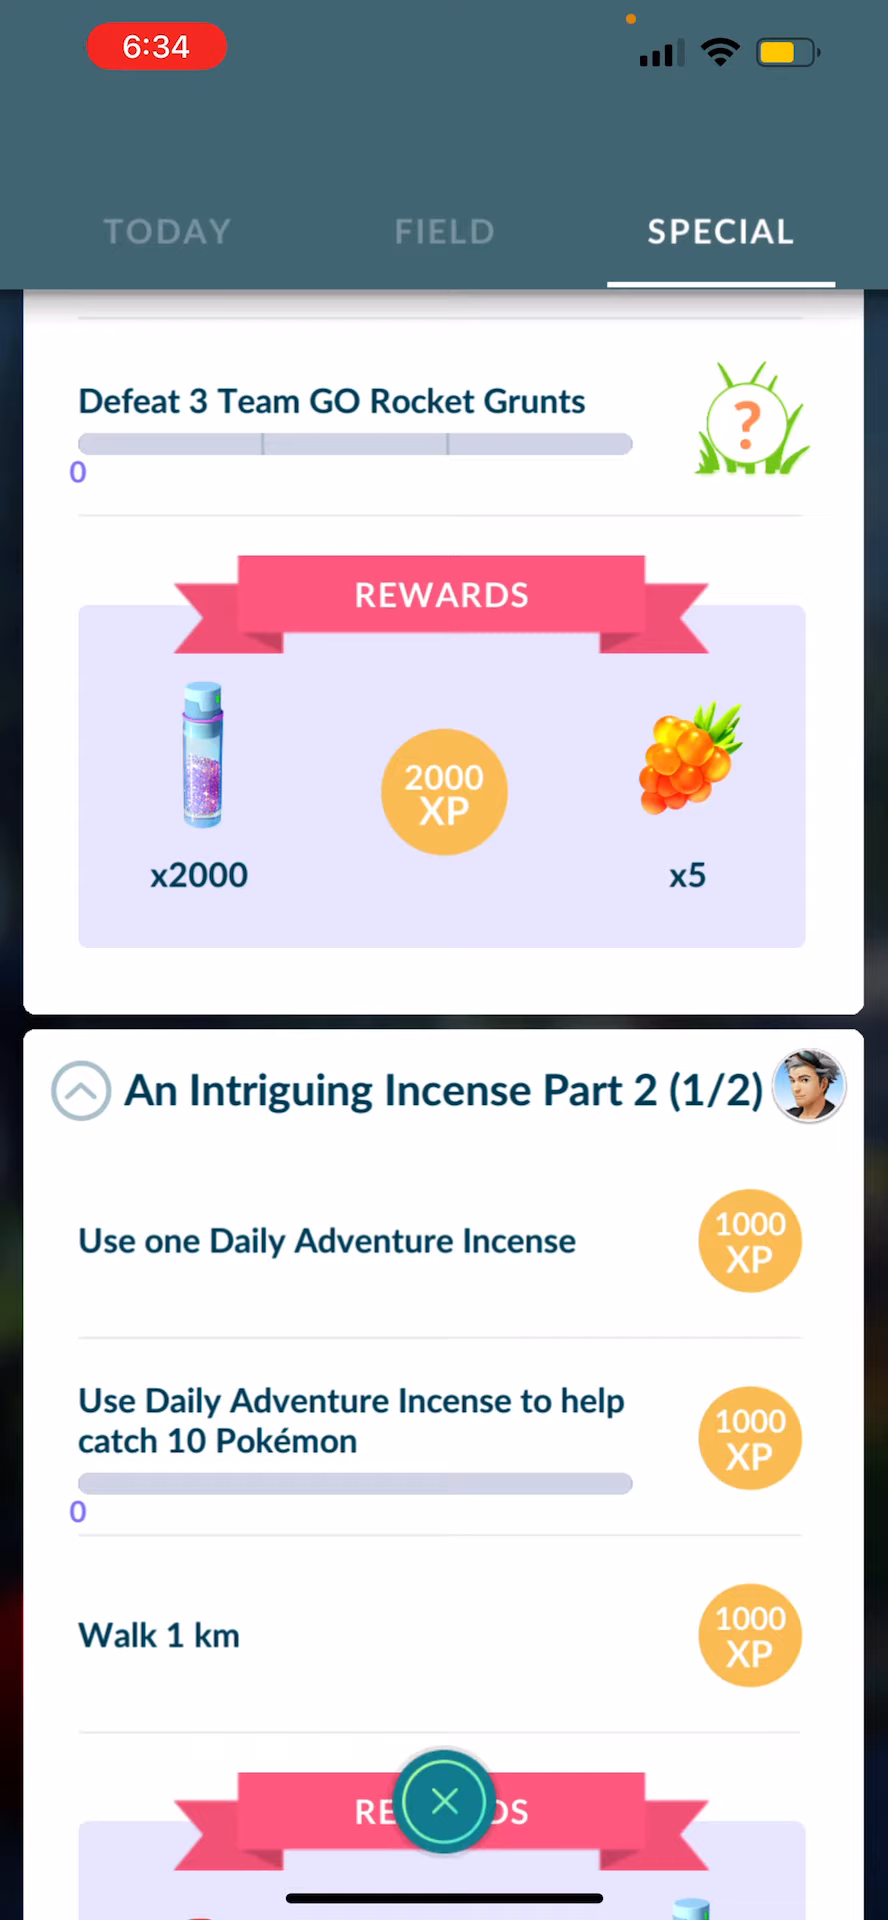 6:34
TODAY
FIELD
SPECIAL
Defeat 3 Team GO Rocket Grunts
?
0
REWARDS
2000
XP
x2000
x5
An Intriguing Incense Part 2 (1/2)
Use one Daily Adventure Incense
1000
XP
Use Daily Adventure Incense to help
catch 10 Pokémon
1000
XP
0
Walk 1 km
1000
XP